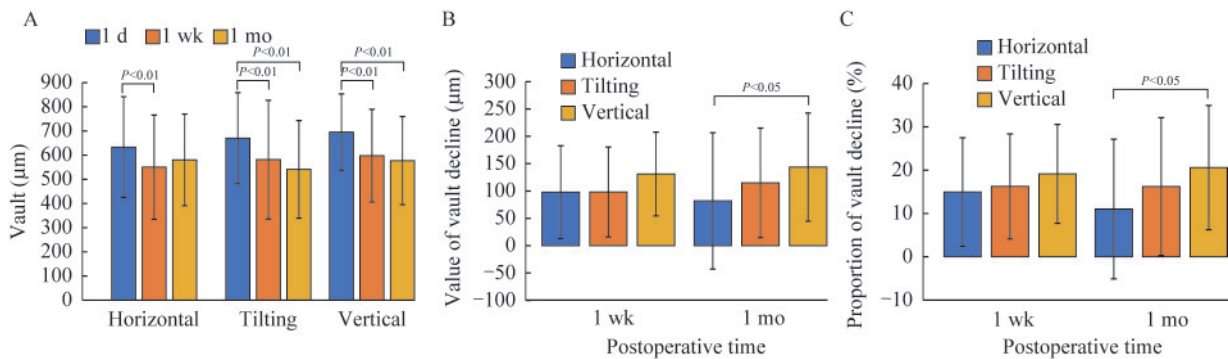 A
1 d 1 wk 1 mo
P<0.01
P<0.01
P<0.01
P<0.01
P<0.01
Vault (μm)
900
800
700
600
500
400
300
200
100
0
Horizontal Tilting Vertical
B
Horizontal
Tilting
Vertical
P<0.05
Value of vault decline (μm)
300
250
200
150
100
50
0
−50
−100
1 wk 1 mo
Postoperative time
C
Horizontal
Tilting
Vertical
P<0.05
Proportion of vault decline (%)
40
30
20
10
0
−10
1 wk 1 mo
Postoperative time